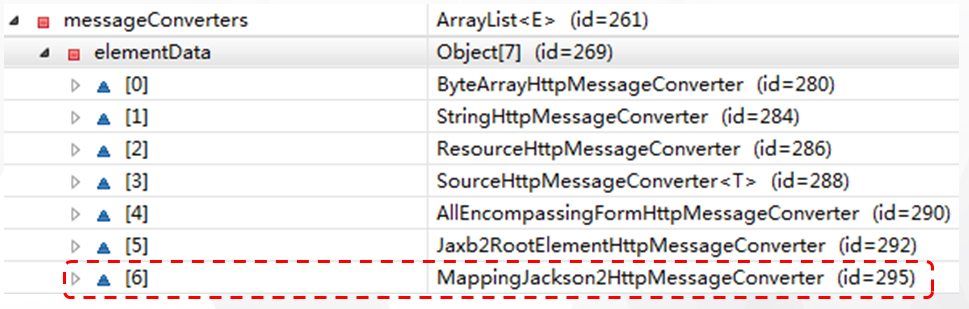 messageConverters ArrayList<E> (id=261)
elementData Object[7] (id=269)
[0] ByteArrayHttpMessageConverter (id=280)
[1] StringHttpMessageConverter (id=284)
[2] ResourceHttpMessageConverter (id=286)
[3] SourceHttpMessageConverter<T> (id=288)
[4] AllEncompassingFormHttpMessageConverter (id=290)
[5] Jaxb2RootElementHttpMessageConverter (id=292)
[6] MappingJackson2HttpMessageConverter (id=295)